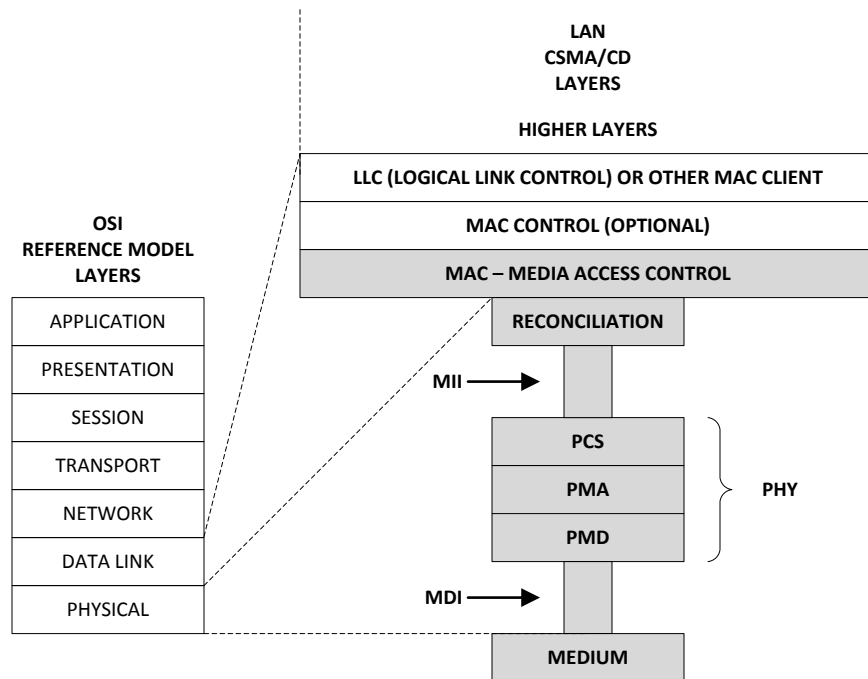 LAN
CSMA/CD
LAYERS
HIGHER LAYERS
LLC (LOGICAL LINK CONTROL) OR OTHER MAC CLIENT
MAC CONTROL (OPTIONAL)
MAC – MEDIA ACCESS CONTROL
RECONCILIATION
MII
PCS
PMA
PMD
PHY
MDI
MEDIUM
OSI
REFERENCE MODEL
LAYERS
APPLICATION
PRESENTATION
SESSION
TRANSPORT
NETWORK
DATA LINK
PHYSICAL